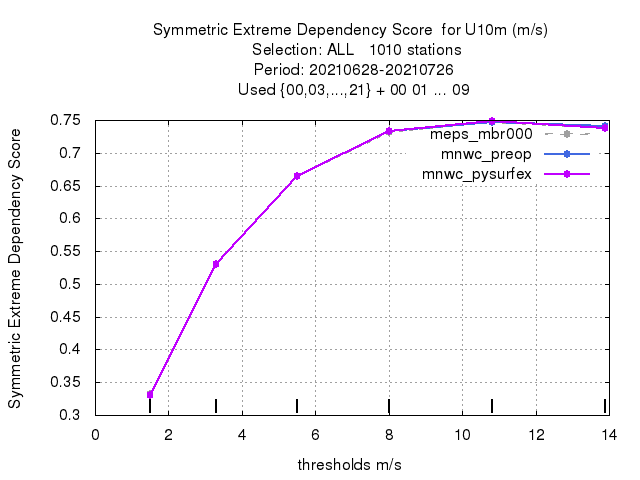 Symmetric Extreme Dependency Score  for U10m (m/s)
Selection: ALL   1010 stations
Period: 20210628-20210726
Used {00,03,...,21} + 00 01 ... 09
Symmetric Extreme Dependency Score
0.75
0.7
0.65
0.6
0.55
0.5
0.45
0.4
0.35
0.3
meps_mbr000
mnwc_preop
mnwc_pysurfex
0 2 4 6 8 10 12 14
thresholds m/s